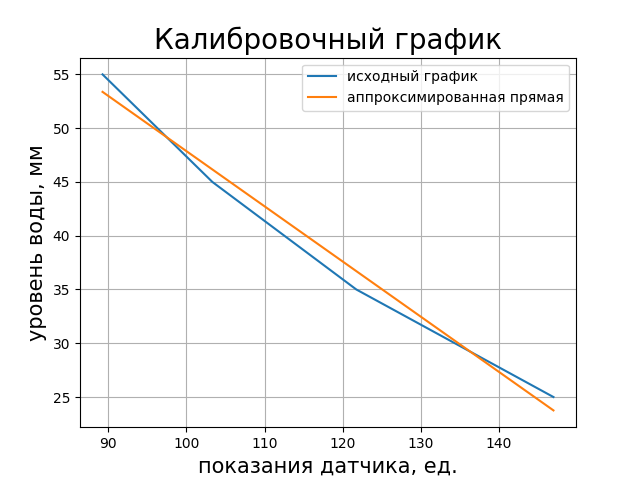 Калибровочный график
исходный график
аппроксимированная прямая
уровень воды, мм
55
50
45
40
35
30
25
90 100 110 120 130 140
показания датчика, ед.